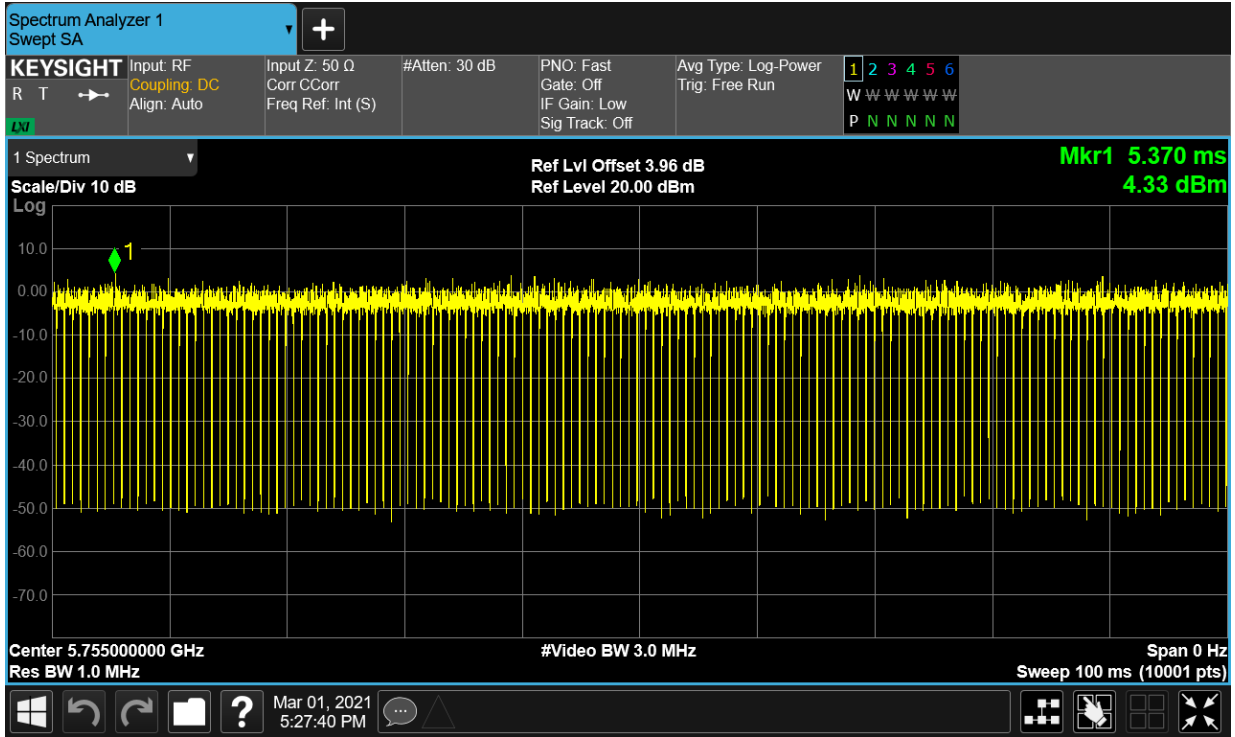 Spectrum Analyzer 1
Swept SA
+
KEYSIGHT
R T
LXI
Input: RF
Coupling: DC
Align: Auto
Input Z: 50 Ω
Corr CCorr
Freq Ref: Int (S)
#Atten: 30 dB
PNO: Fast
Gate: Off
IF Gain: Low
Sig Track: Off
Avg Type: Log-Power
Trig: Free Run
1 2 3 4 5 6
W W W W W W
P N N N N N
1 Spectrum
Scale/Div 10 dB
Log
Ref Lvl Offset 3.96 dB
Ref Level 20.00 dBm
Mkr1 5.370 ms
4.33 dBm
1
10.0
0.00
-10.0
-20.0
-30.0
-40.0
-50.0
-60.0
-70.0
Center 5.755000000 GHz
Res BW 1.0 MHz
#Video BW 3.0 MHz
Span 0 Hz
Sweep 100 ms (10001 pts)
?
Mar 01, 2021
5:27:40 PM